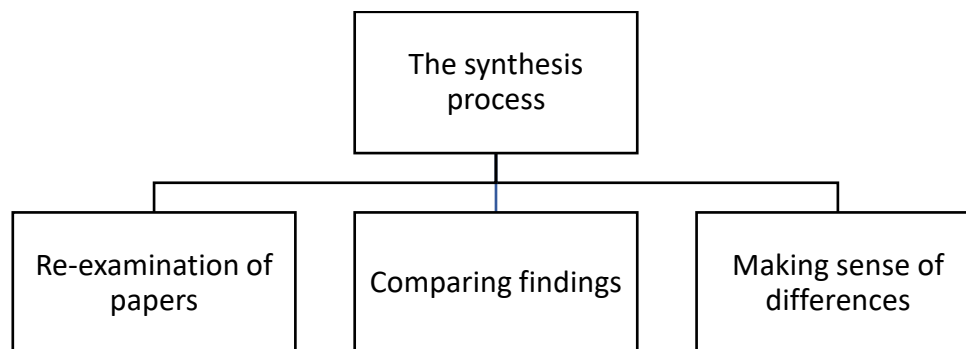 The synthesis
process
Re-examination of
papers
Comparing findings
Making sense of
differences